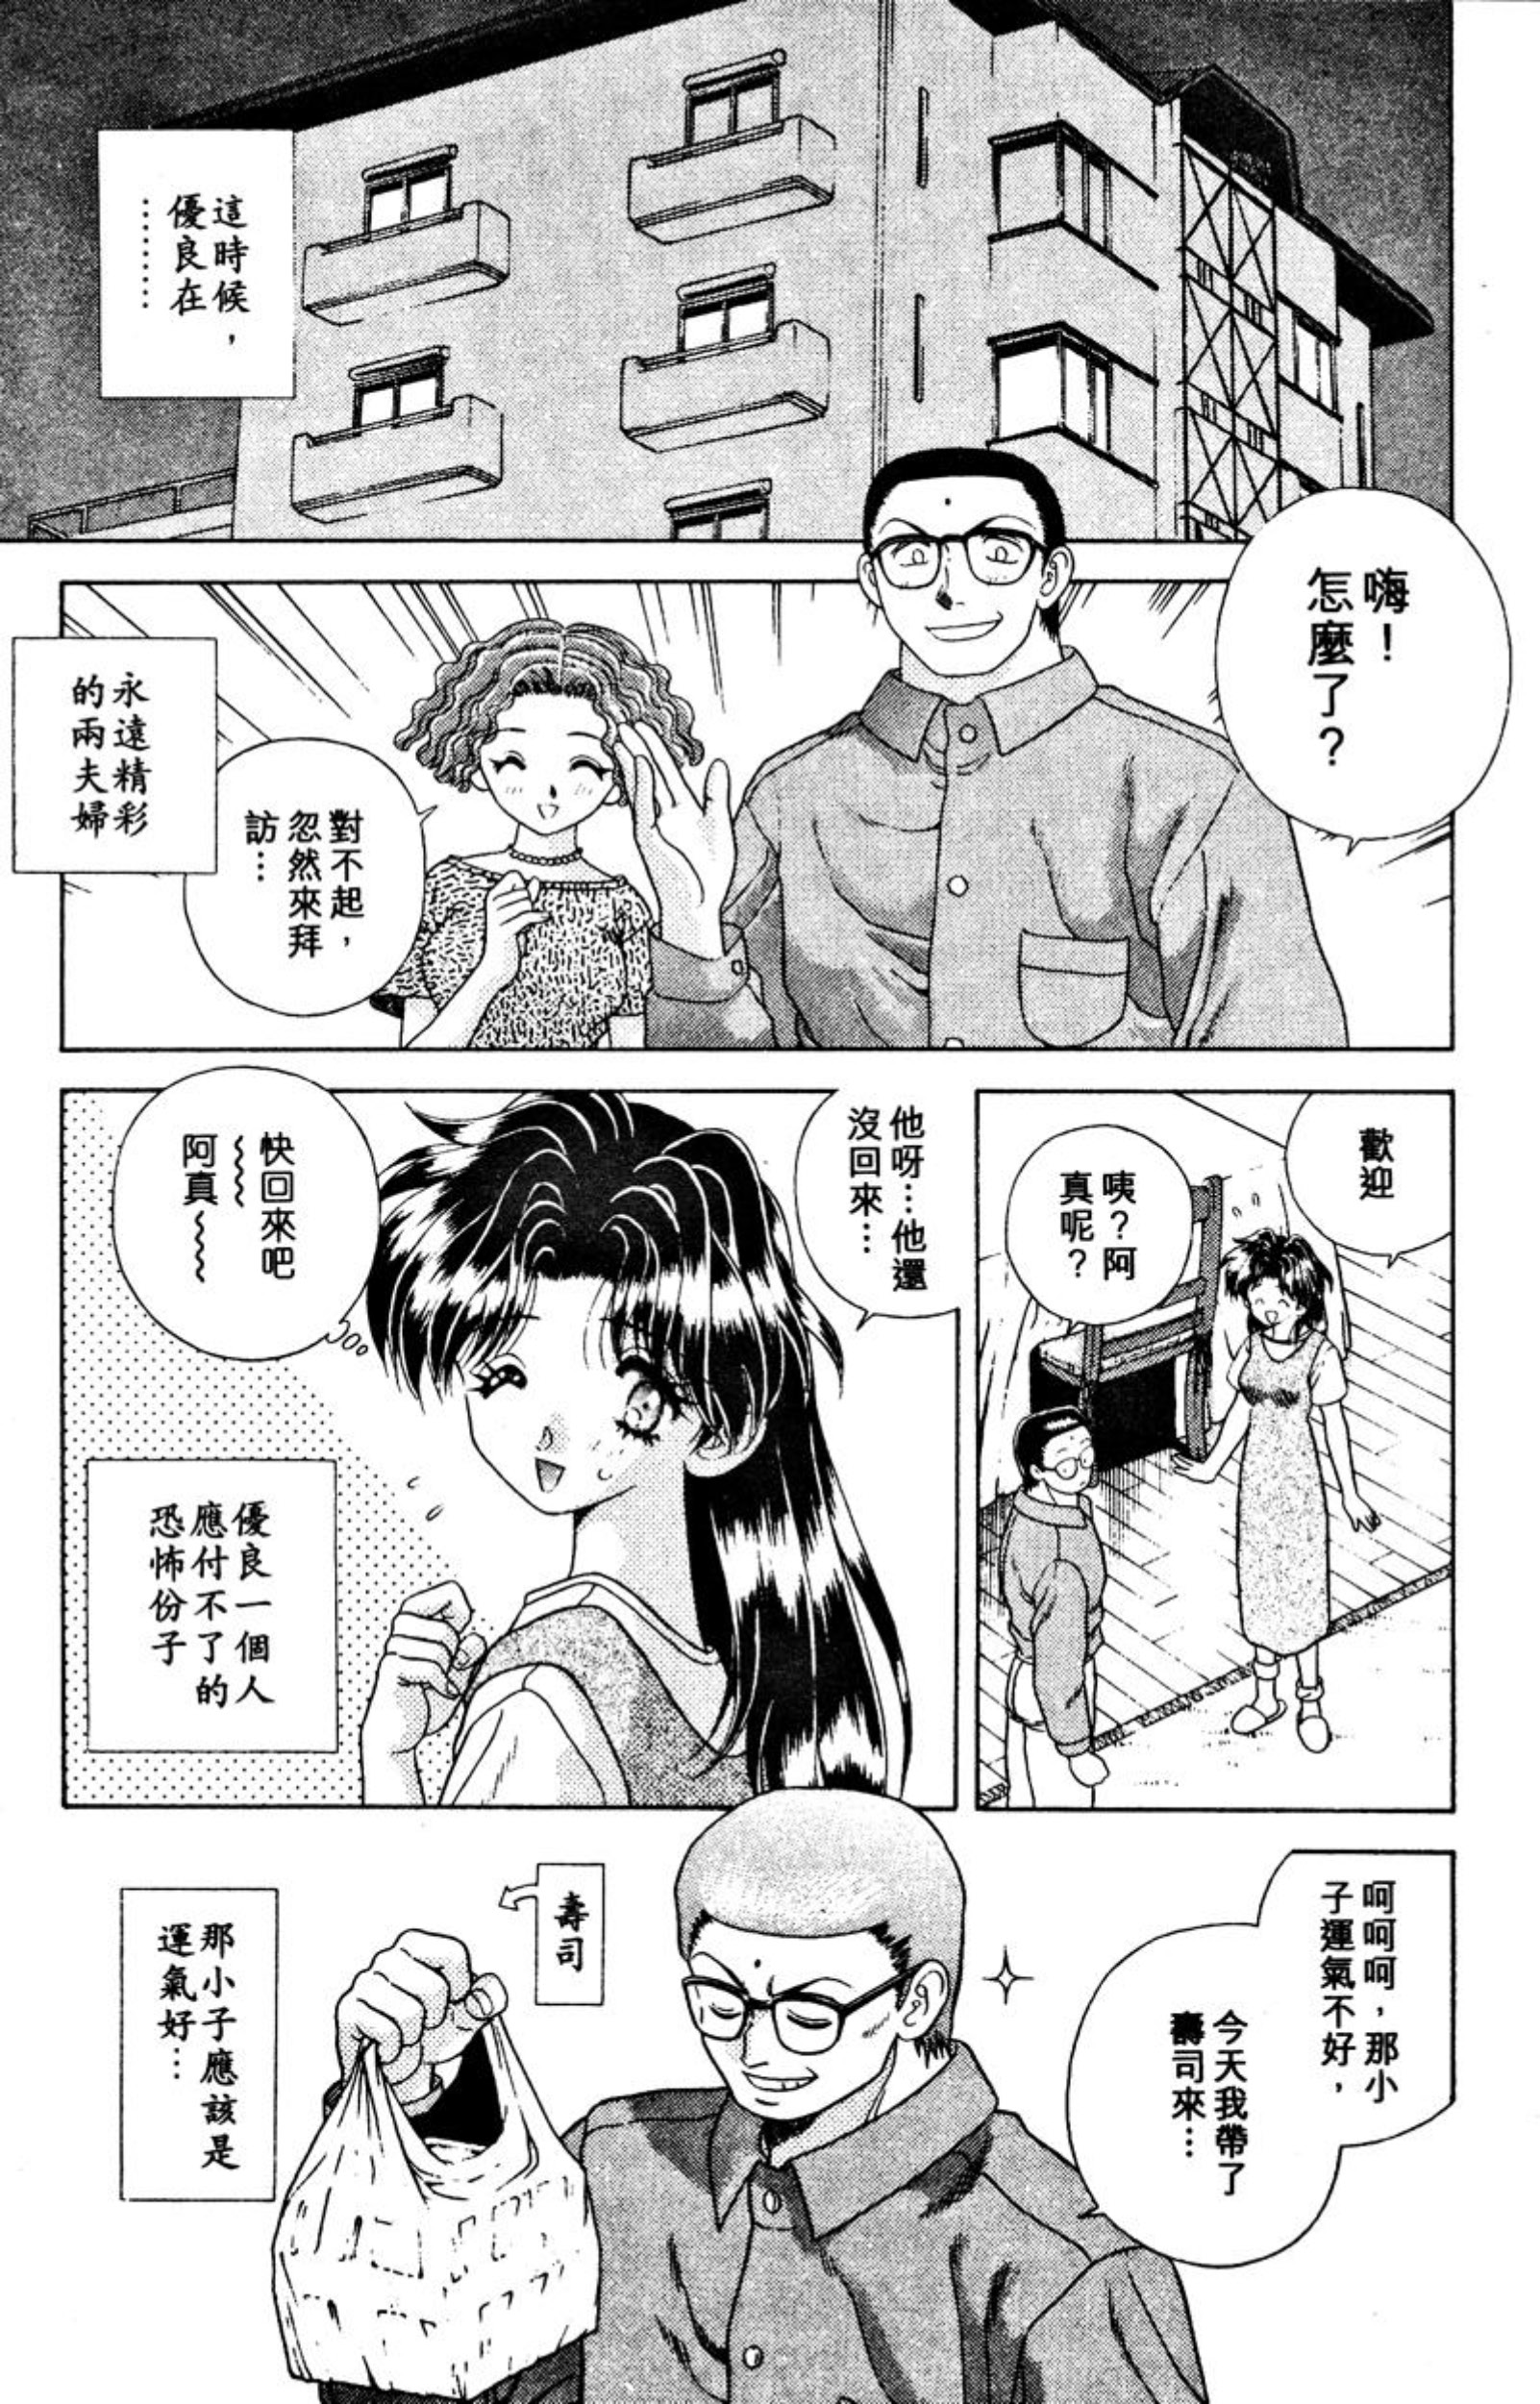 這時候，
優良在
………
嗨！
怎麼了？
對不起，
忽然來拜
訪…
永遠精彩
的兩夫婦
歡迎
咦？阿
真呢？
他呀…他還
沒回來…
快回來吧
～～
阿真～～
優良一個人
應付不了的
恐怖份子
呵呵呵，那小
子運氣不好，
今天我帶了
壽司來…
壽司
那小子應該是
運氣好…